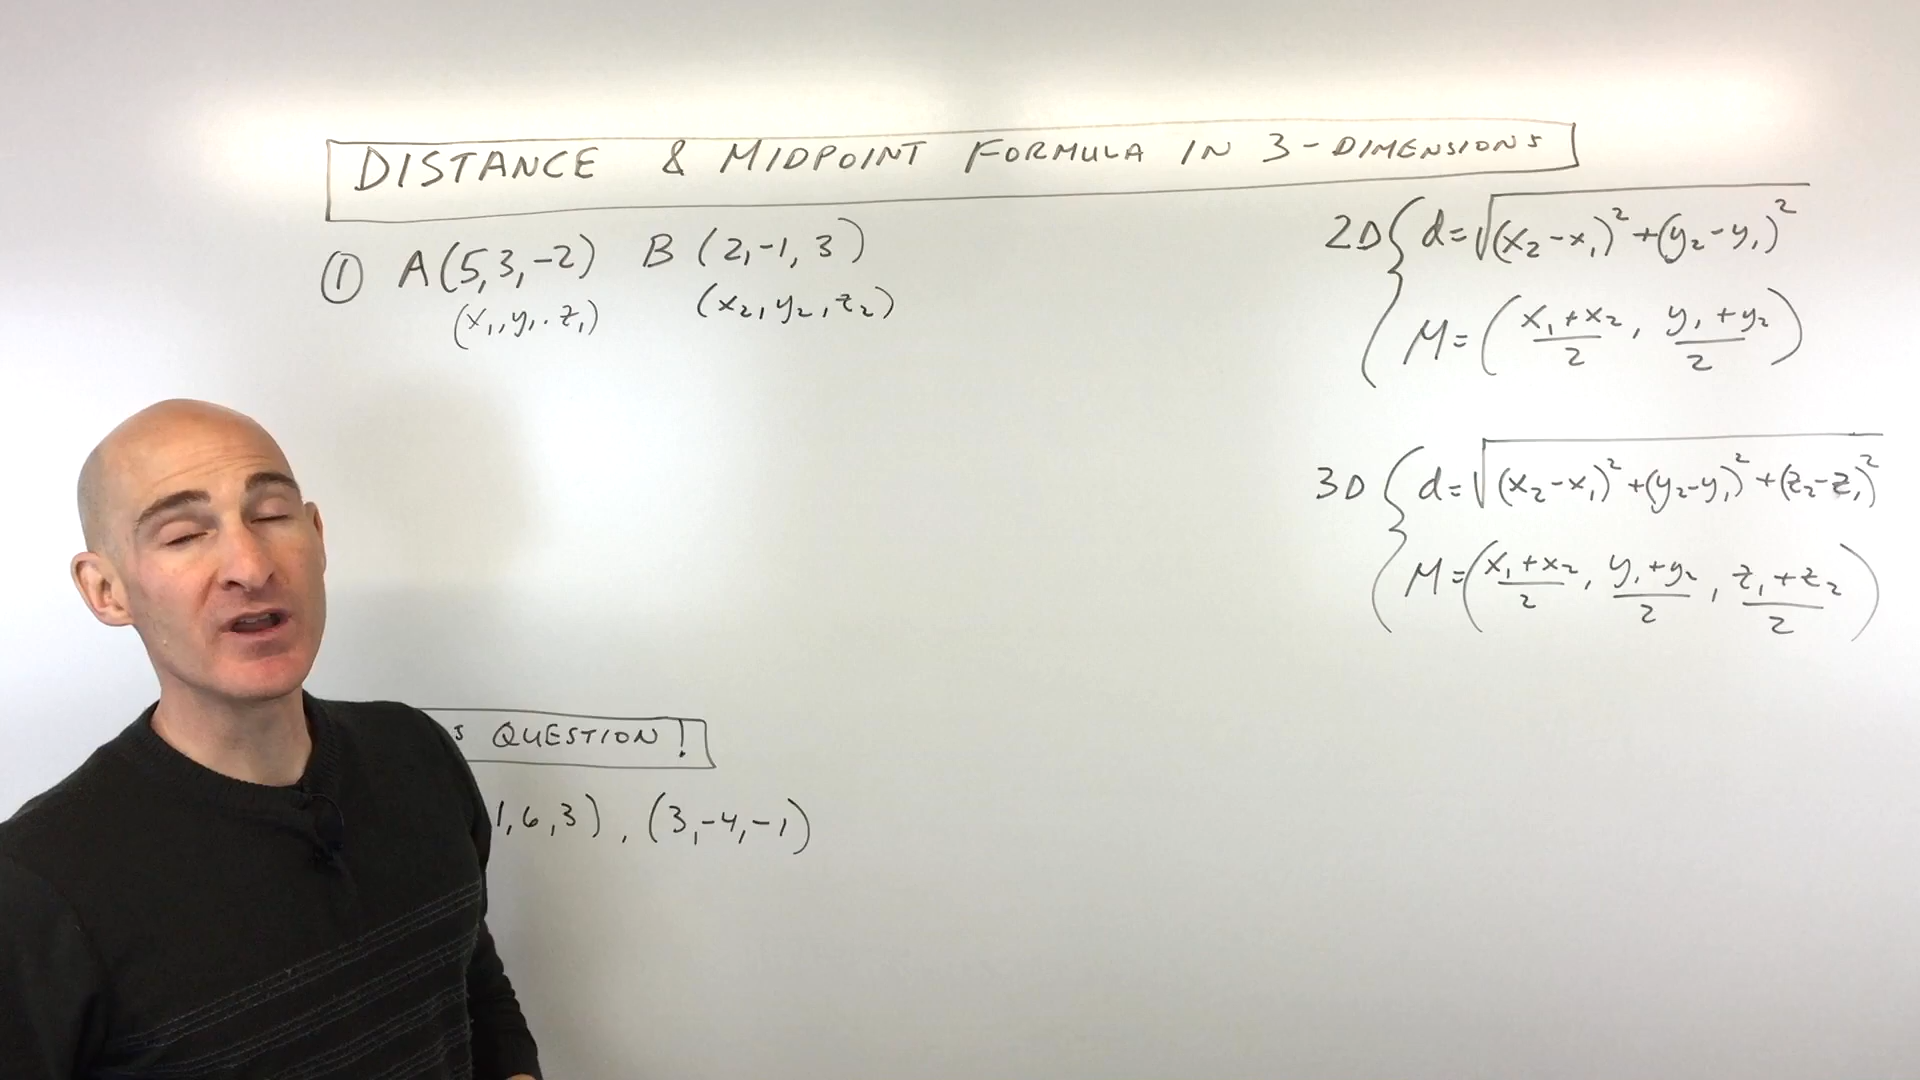 DISTANCE & MIDPOINT FORMULA IN 3-DIMENSIONS
① A(5,3,-2) B (2,-1,3)
(x₁,y₁.z₁) (x₂,y₂,z₂)
2D { d=√(x₂-x₁)²+(y₂-y₁)²
M=(x₁+x₂/2, y₁+y₂/2)
3D { d=√(x₂-x₁)²+(y₂-y₁)²+(z₂-z₁)²
M=(x₁+x₂/2, y₁+y₂/2, z₁+z₂/2)
QUESTION!
1,6,3), (3,-4,-1)